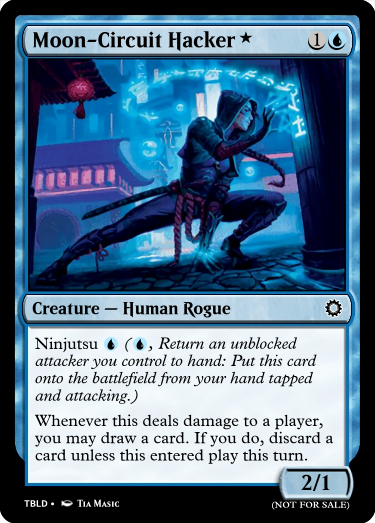 Moon-Circuit Hacker★ 1
Creature — Human Rogue
Ninjutsu (, Return an unblocked
attacker you control to hand: Put this card
onto the battlefield from your hand tapped
and attacking.)
Whenever this deals damage to a player,
you may draw a card. If you do, discard a
card unless this entered play this turn.
2/1
TBLD • Tia Masic
(NOT FOR SALE)